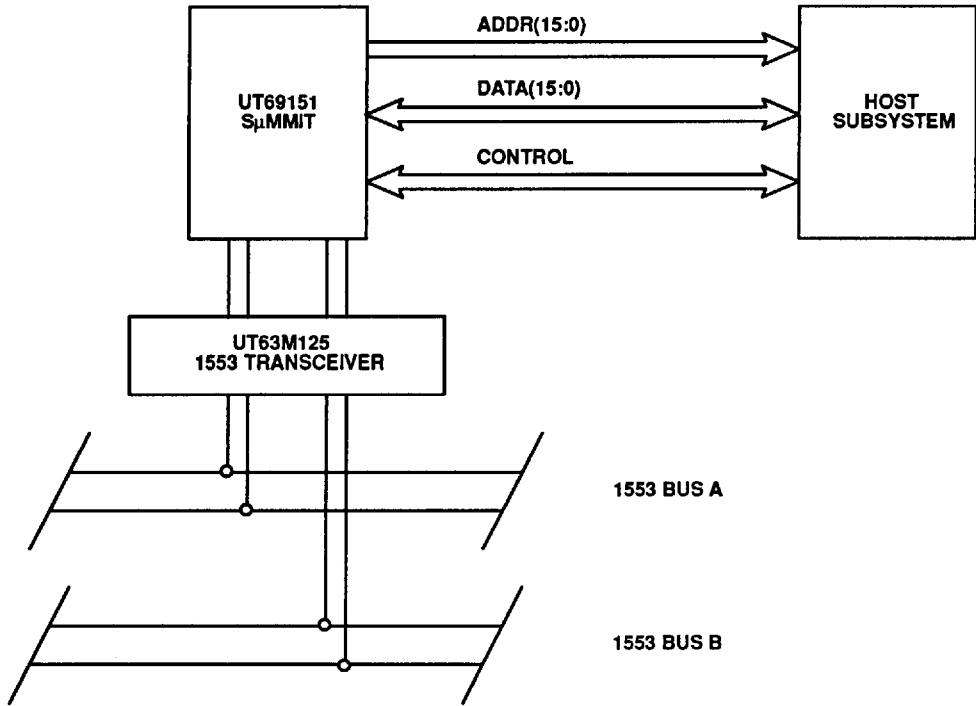 ADDR(15:0)
UT69151
SμMMIT
DATA(15:0)
HOST
SUBSYSTEM
CONTROL
UT63M125
1553 TRANSCEIVER
1553 BUS A
1553 BUS B